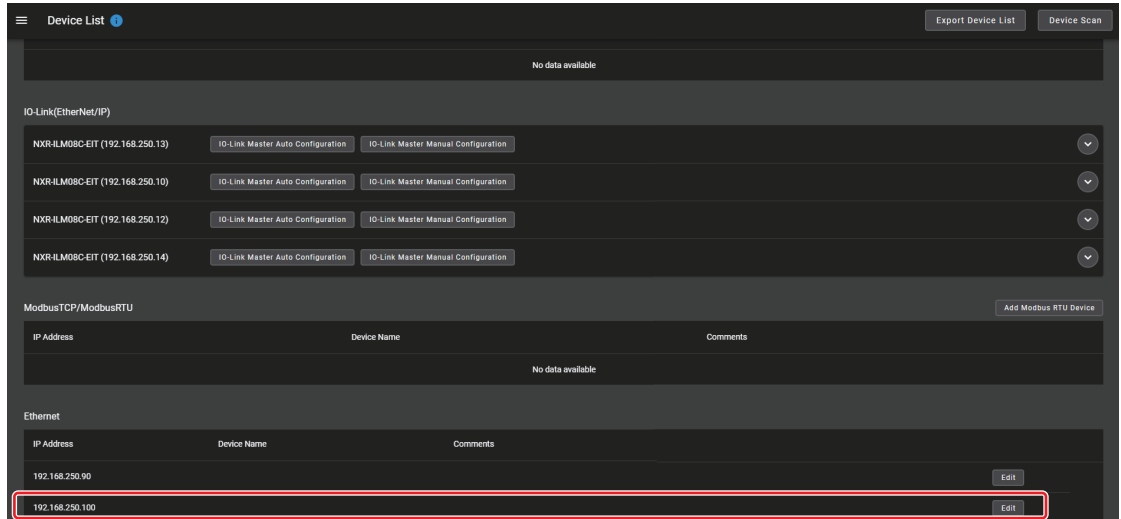 Device List
Export Device List Device Scan
No data available
IO-Link(EtherNet/IP)
NXR-ILM08C-EIT (192.168.250.13) IO-Link Master Auto Configuration IO-Link Master Manual Configuration
NXR-ILM08C-EIT (192.168.250.10) IO-Link Master Auto Configuration IO-Link Master Manual Configuration
NXR-ILM08C-EIT (192.168.250.12) IO-Link Master Auto Configuration IO-Link Master Manual Configuration
NXR-ILM08C-EIT (192.168.250.14) IO-Link Master Auto Configuration IO-Link Master Manual Configuration
ModbusTCP/ModbusRTU Add Modbus RTU Device
IP Address Device Name Comments
No data available
Ethernet
IP Address Device Name Comments
192.168.250.90 Edit
192.168.250.100 Edit